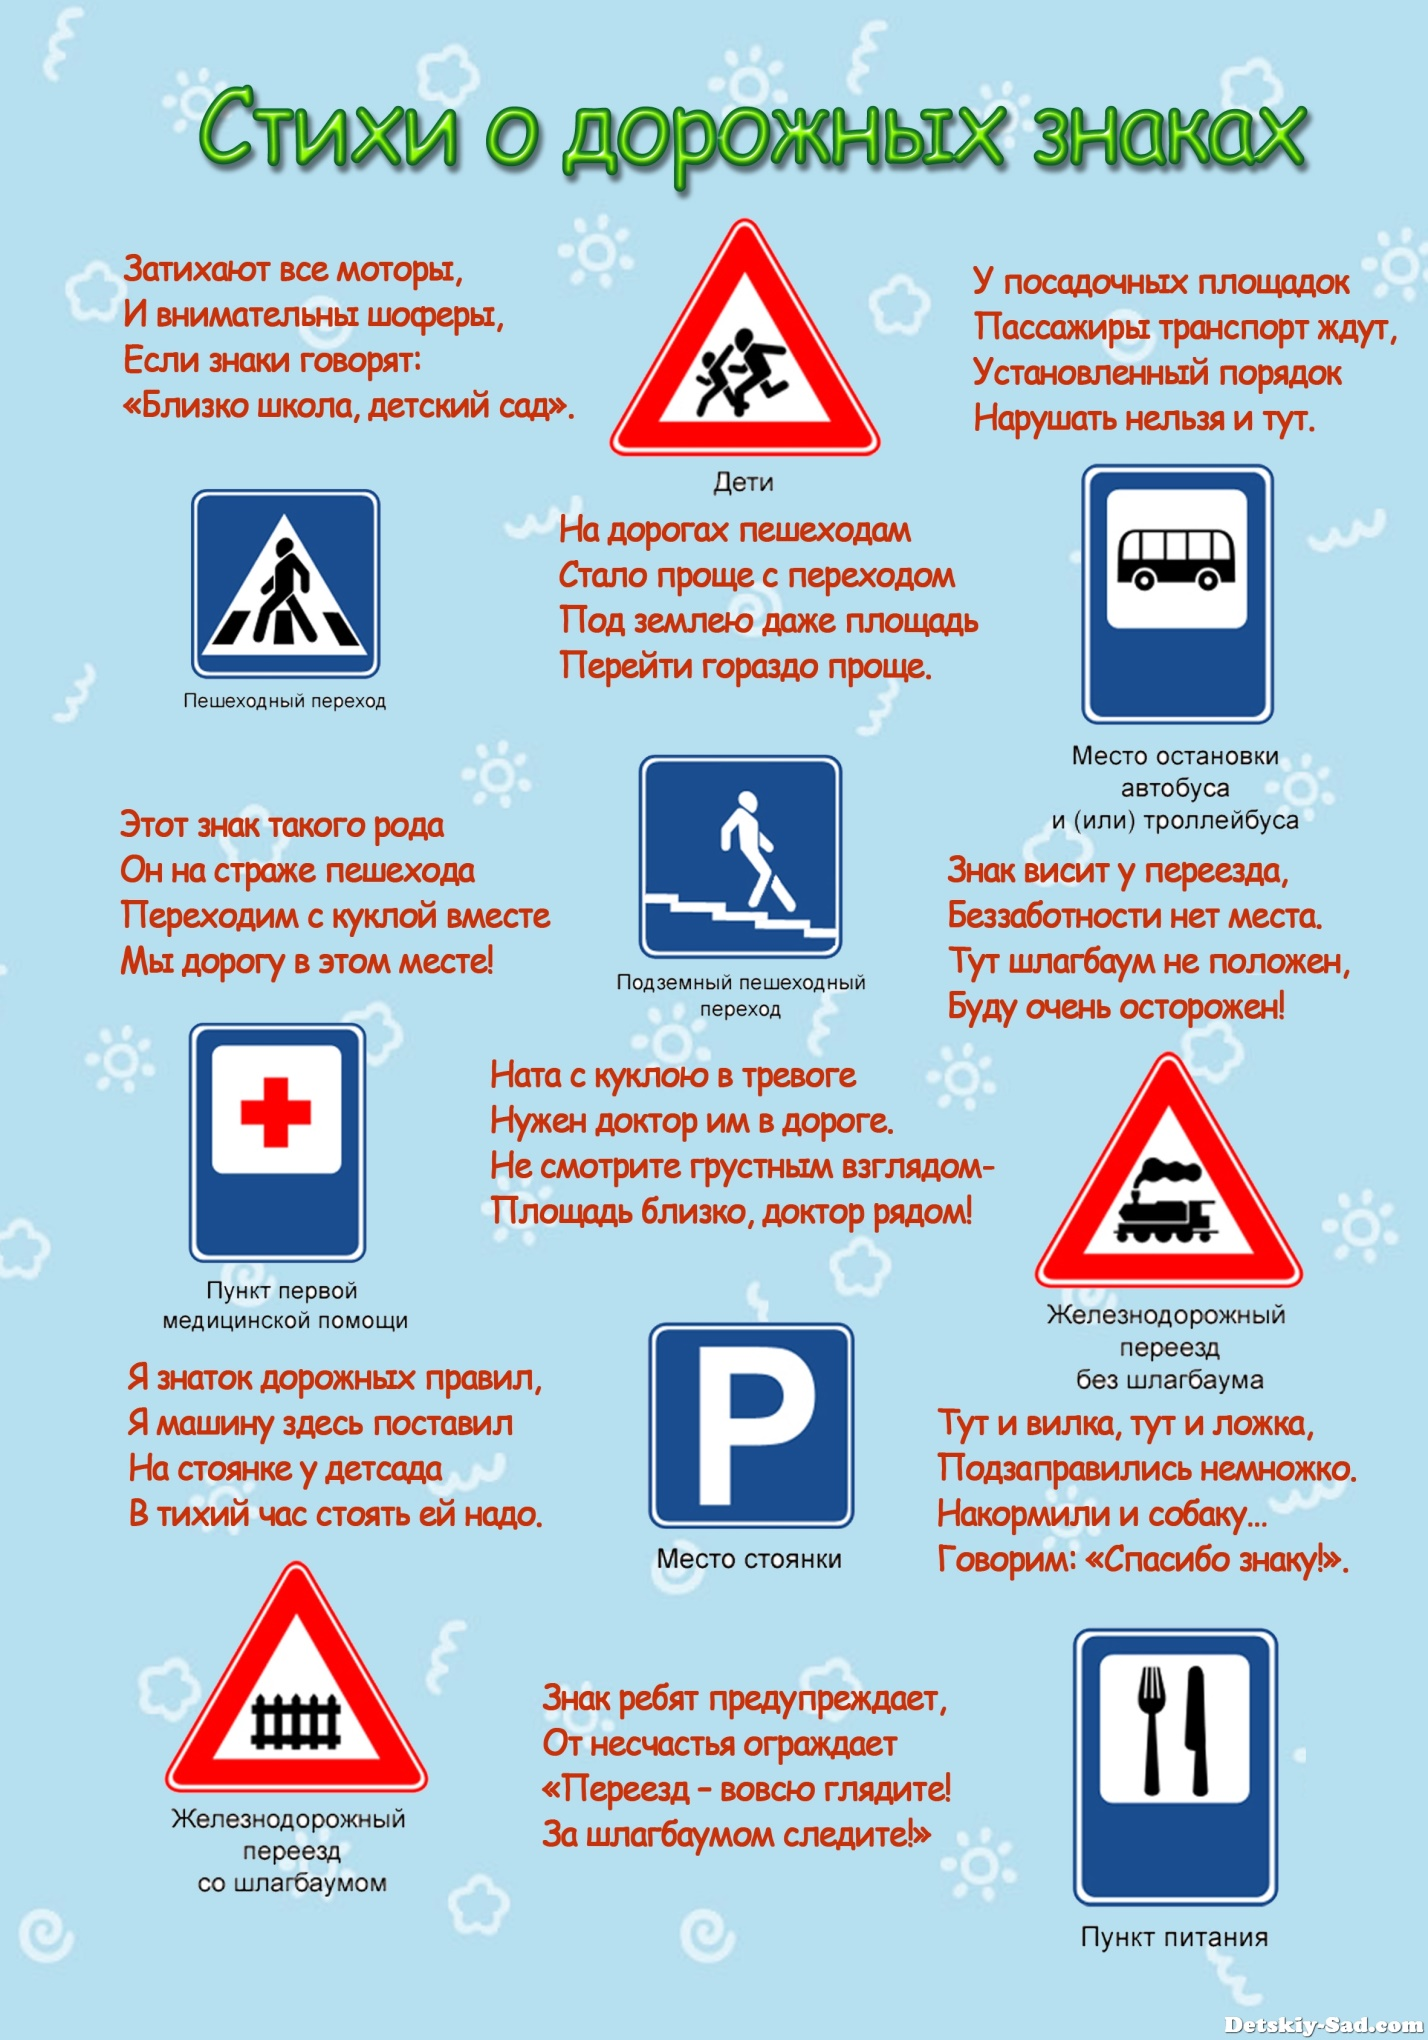 Стихи о дорожных знаках
Затихают все моторы,
И внимательны шоферы,
Если знаки говорят:
«Близко школа, детский сад».
Дети
У посадочных площадок
Пассажиры транспорт ждут,
Установленный порядок
Нарушать нельзя и тут.
Пешеходный переход
На дорогах пешеходам
Стало проще с переходом
Под землею даже площадь
Перейти гораздо проще.
Место остановки
автобуса
и (или) троллейбуса
Этот знак такого рода
Он на страже пешехода
Переходим с куклой вместе
Мы дорогу в этом месте!
Подземный пешеходный
переход
Знак висит у переезда,
Беззаботности нет места.
Тут шлагбаум не положен,
Буду очень осторожен!
Пункт первой
медицинской помощи
Ната с куклою в тревоге
Нужен доктор им в дороге.
Не смотрите грустным взглядом-
Площадь близко, доктор рядом!
Железнодорожный
переезд
без шлагбаума
Я знаток дорожных правил,
Я машину здесь поставил
На стоянке у детсада
В тихий час стоять ей надо.
P
Место стоянки
Тут и вилка, тут и ложка,
Подзаправились немножко.
Накормили и собаку...
Говорим: «Спасибо знаку!».
Железнодорожный
переезд
со шлагбаумом
Знак ребят предупреждает,
От несчастья ограждает
«Переезд – вовсю глядите!
За шлагбаумом следите!»
Пункт питания
Detskiy-Sad.com